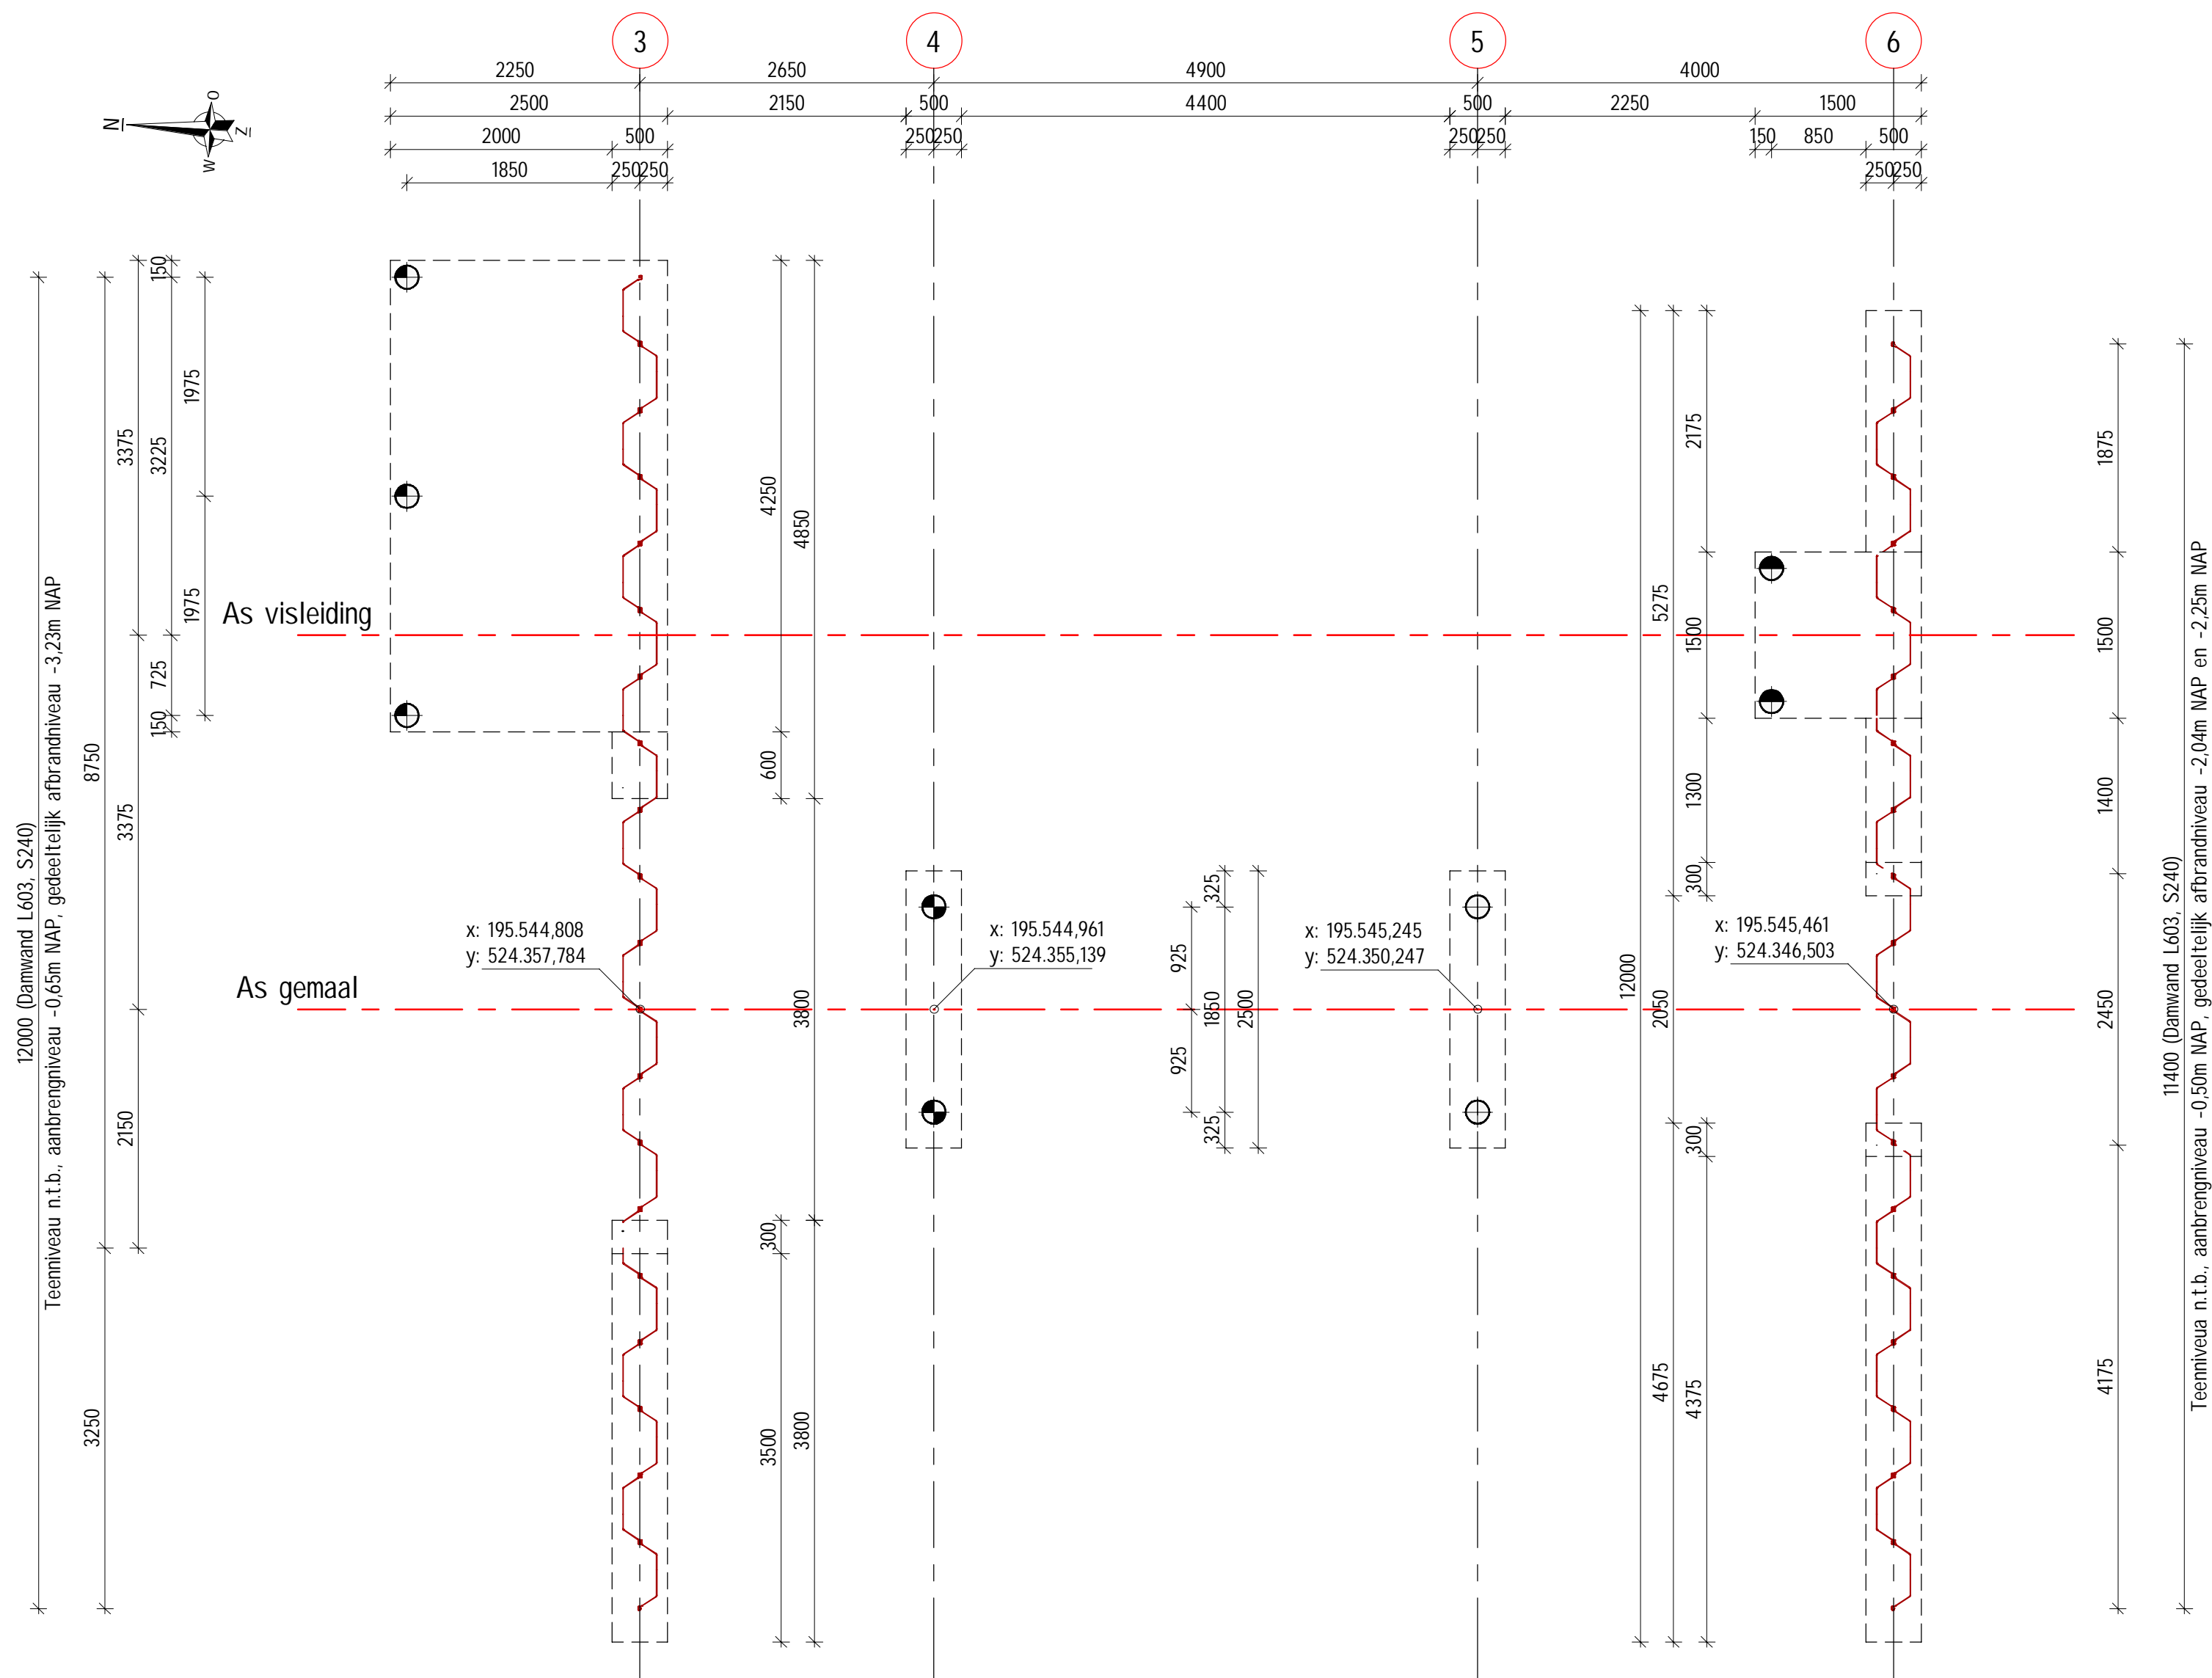 3 4 5 6
2250 2650 4900 4000
2500 2150 500 4400 500 2250 1500
2000 500 250 250 250 250 150 850 500
1850 250 250 250 250
N O Z W
12000 (Damwand L603, S240)
Teenniveau n.t.b., aanbrengniveau -0,65m NAP, gedeeltelijk afbrandniveau -3,23m NAP
8750
3250
3375
3375
2150
150
3225
725
150
1975
1975
As visleiding
As gemaal
x: 195.544,808
y: 524.357,784
4250
600
300
3500
4850
3800
3800
x: 195.544,961
y: 524.355,139
925
925
325
1850
325
2500
x: 195.545,245
y: 524.350,247
12000
5275
2050
4675
2175
1500
1300
300
300
4375
x: 195.545,461
y: 524.346,503
1875
1500
1400
2450
4175
11400 (Damwand L603, S240)
Teenniveua n.t.b., aanbrengniveau -0,50m NAP, gedeeltelijk afbrandniveau -2,04m NAP en -2,25m NAP